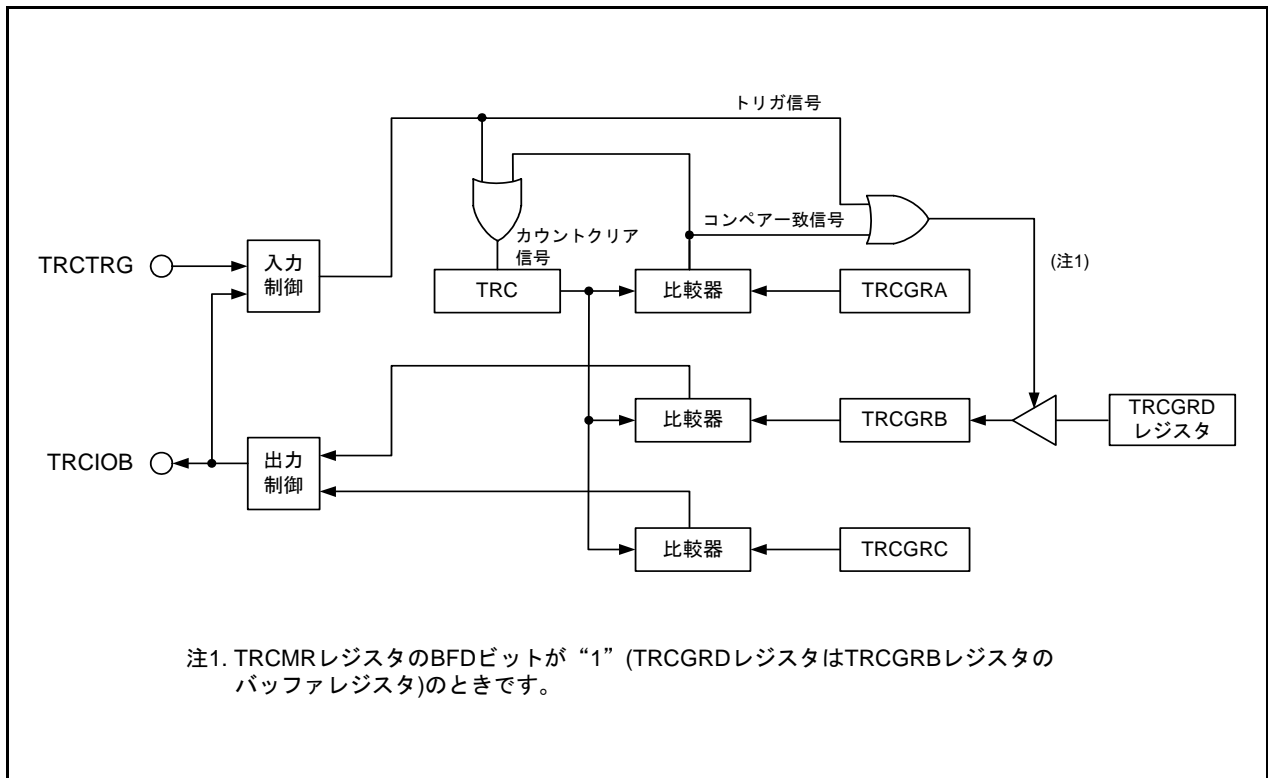 トリガ信号
コンペアー致信号
カウントクリア
信号
(注1)
TRCTRG
入力
制御
TRC
比較器
TRCGRA
比較器
TRCGRB
TRCGRD
レジスタ
TRCIOB
出力
制御
比較器
TRCGRC
注1. TRCMRレジスタのBFDビットが“1”(TRCGRDレジスタはTRCGRBレジスタの
バッファレジスタ)のときです。